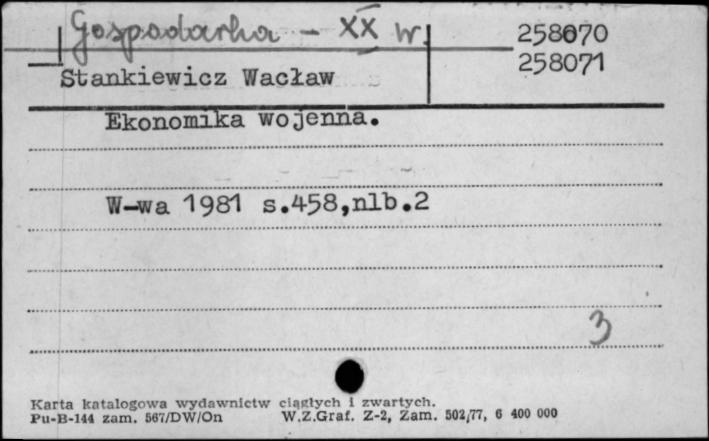 Gospodarka - XX w.
258070
258071
Stankiewicz Wacław
Ekonomika wojenna.
W-wa 1981 s.458,nlb.2
3
Karta katalogowa wydawnictw ciągłych i zwartych.
Pu-B-144 zam. 567/DW/On W.Z.Graf. Z-2, Zam. 502/77, 6 400 000